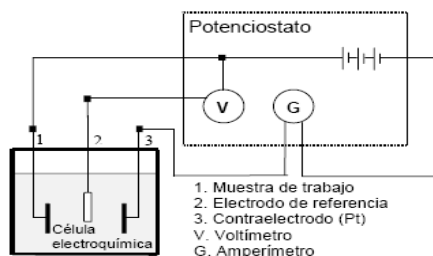 Potenciostato
V
G
1
2
3
Célula
electroquímica
1. Muestra de trabajo
2. Electrodo de referencia
3. Contraelectrodo (Pt)
V. Voltímetro
G. Amperímetro